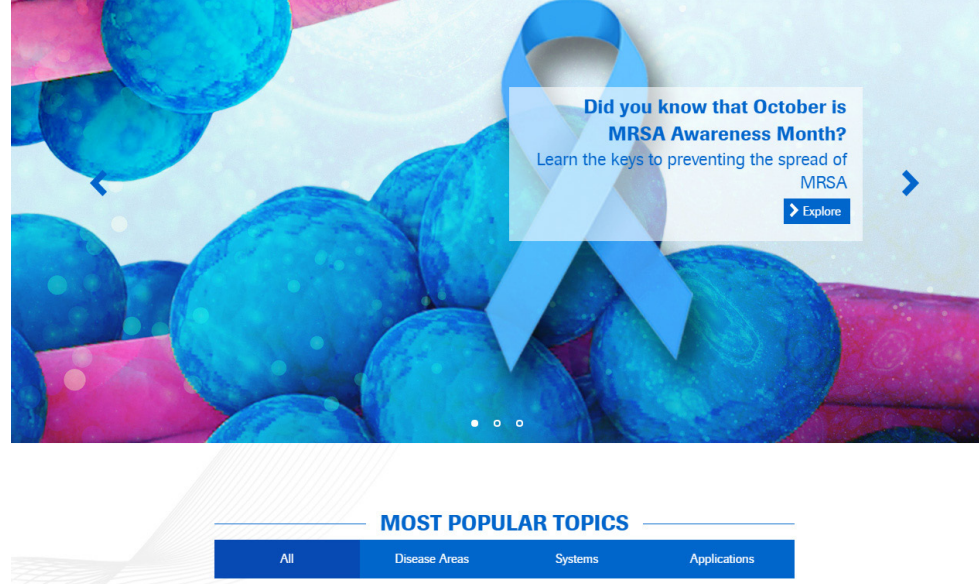 Did you know that October is
MRSA Awareness Month?
Learn the keys to preventing the spread of
MRSA
Explore
MOST POPULAR TOPICS
All
Disease Areas
Systems
Applications